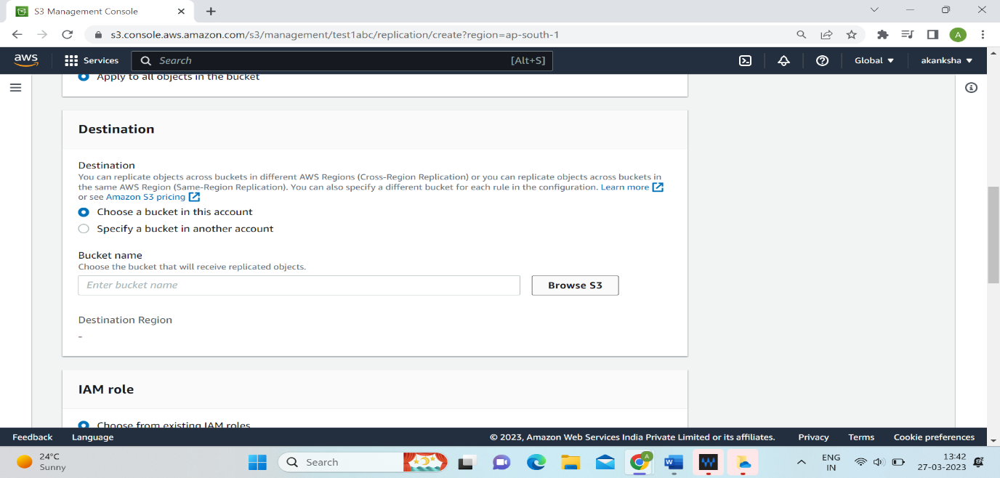 S3 Management Console
s3.console.aws.amazon.com/s3/management/test1abc/replication/create?region=ap-south-1
A
aws
Services
Search
[Alt+S]
Global
akanksha
Apply to all objects in the bucket
Destination
Destination
You can replicate objects across buckets in different AWS Regions (Cross-Region Replication) or you can replicate objects across buckets in
the same AWS Region (Same-Region Replication). You can also specify a different bucket for each rule in the configuration. Learn more
or see Amazon S3 pricing
Choose a bucket in this account
Specify a bucket in another account
Bucket name
Choose the bucket that will receive replicated objects.
Enter bucket name
Browse S3
Destination Region
-
IAM role
Choose from existing IAM roles
Feedback
Language
© 2023, Amazon Web Services India Private Limited or its affiliates.
Privacy
Terms
Cookie preferences
24°C
Sunny
Search
A
W
ENG
IN
13:42
27-03-2023